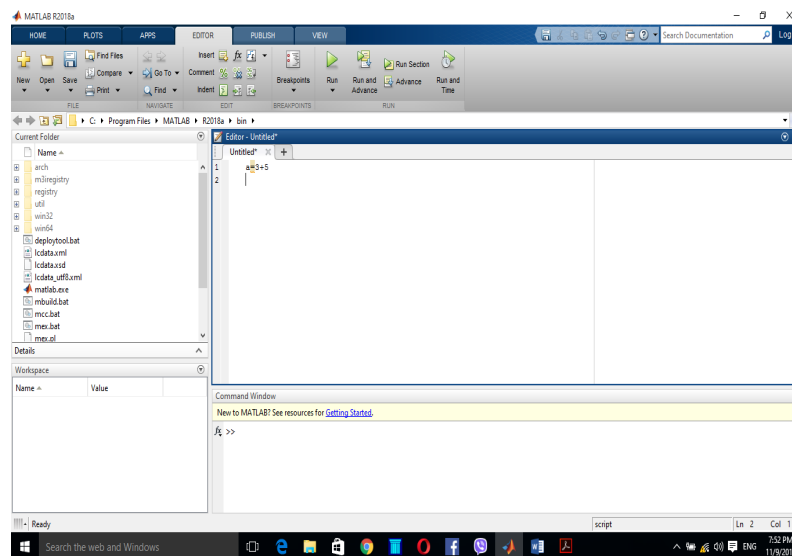 MATLAB R2018a
HOME PLOTS APPS EDITOR PUBLISH VIEW Search Documentation Log
New Open Save Find Files Compare Print Go To Find Insert Comment Indent fx Breakpoints Run Run and Advance Run Section Advance Run and Time
FILE NAVIGATE EDIT BREAKPOINTS RUN
C: Program Files MATLAB R2018a bin
Current Folder
Name
arch
m3iregistry
registry
util
win32
win64
deploytool.bat
lcdata.xml
lcdata.xsd
lcdata_utf8.xml
matlab.exe
mbuild.bat
mcc.bat
mex.bat
mex.pl
Details
Workspace
Name Value
Editor - Untitled*
Untitled*
1 a=3+5
2
Command Window
New to MATLAB? See resources for Getting Started.
fx >>
Ready script Ln 2 Col 1
Search the web and Windows ENG 7:52 PM